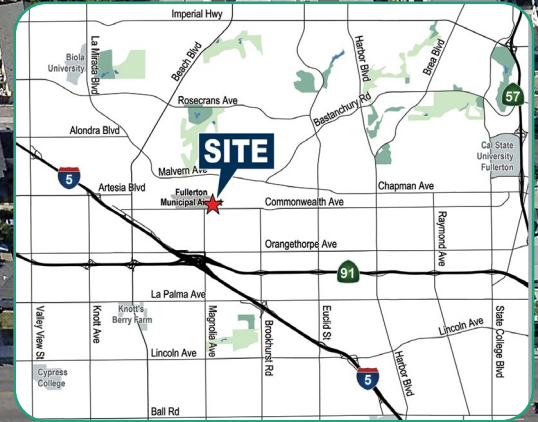 Imperial Hwy
La Mirada Blvd
Biola
University
Beach Blvd
Harbor Blvd
Brea Blvd
57
Rosecrans Ave
Bastanchury Rd
Alondra Blvd
SITE
Cal State
University
Fullerton
Malvern Ave
5
Artesia Blvd
Fullerton
Municipal
Chapman Ave
Commonwealth Ave
Raymond Ave
Orangethorpe Ave
91
La Palma Ave
Valley View St
Knott Ave
Knott's
Berry Farm
Magnolia Ave
Brookhurst Rd
Euclid St
Lincoln Ave
State College Blvd
Lincoln Ave
Harbor Blvd
Cypress
College
5
Ball Rd